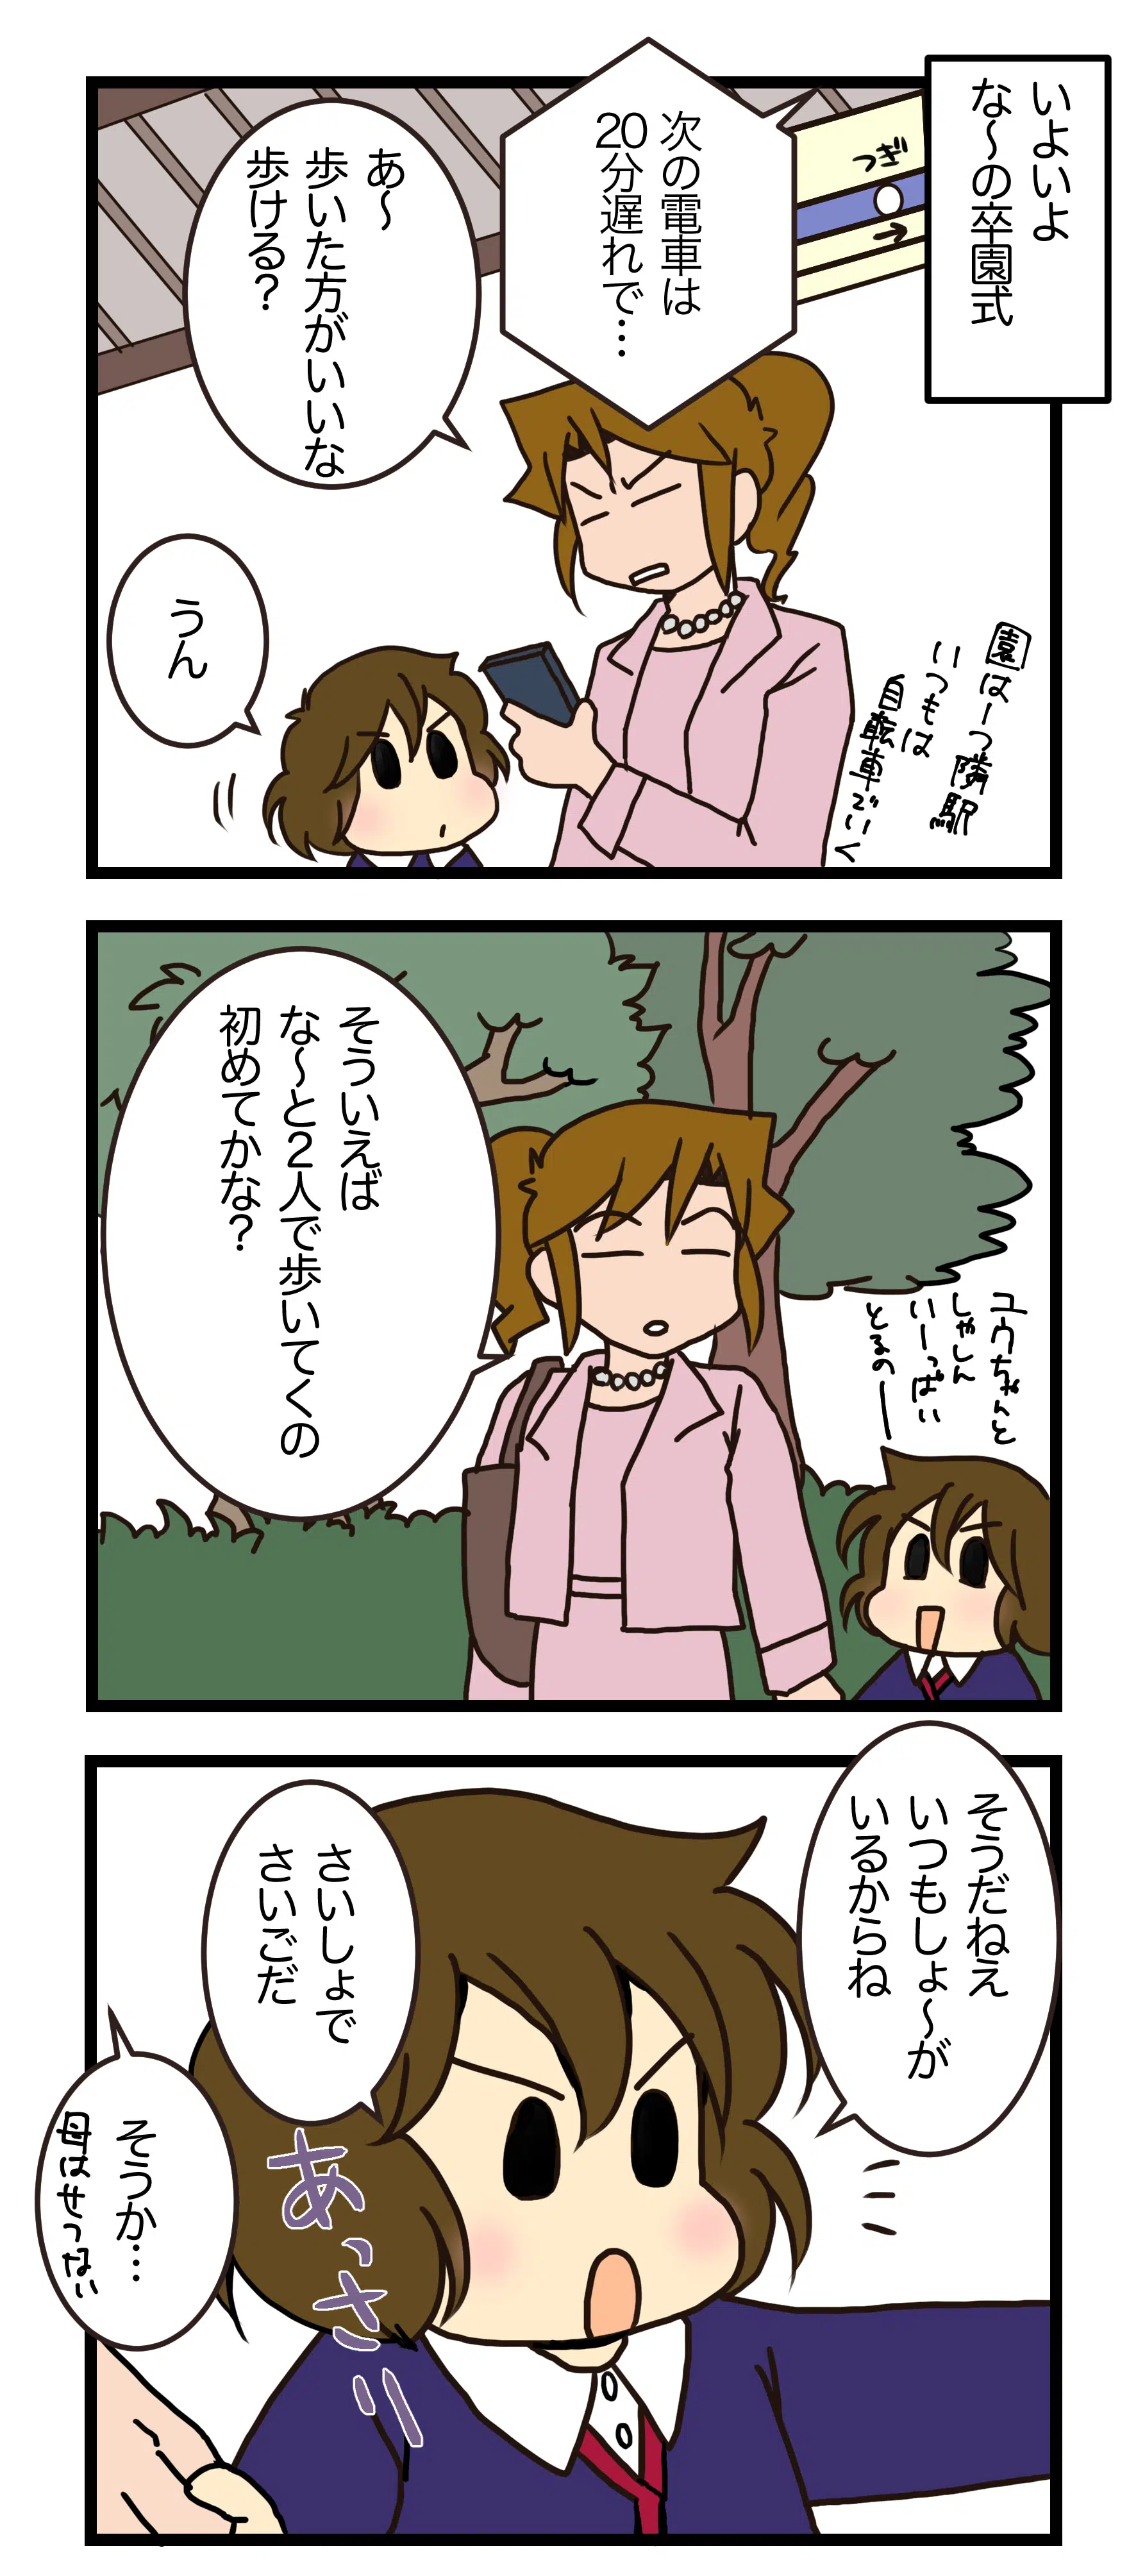 いよいよ
な〜の卒園式
つぎ
→
次の電車は
20分遅れで…
あ〜
歩いた方がいいな
歩ける?
うん
園は一つ隣駅
いつもは
自転車でいく
そういえば
な〜と2人で歩いてくの
初めてかな?
ユウちゃんと
しゃしん
いーっぱい
とるのー
そうだねえ
いつもしょ〜が
いるからね
さいしょで
さいごだ
あっさり
そうか…
母はせつない